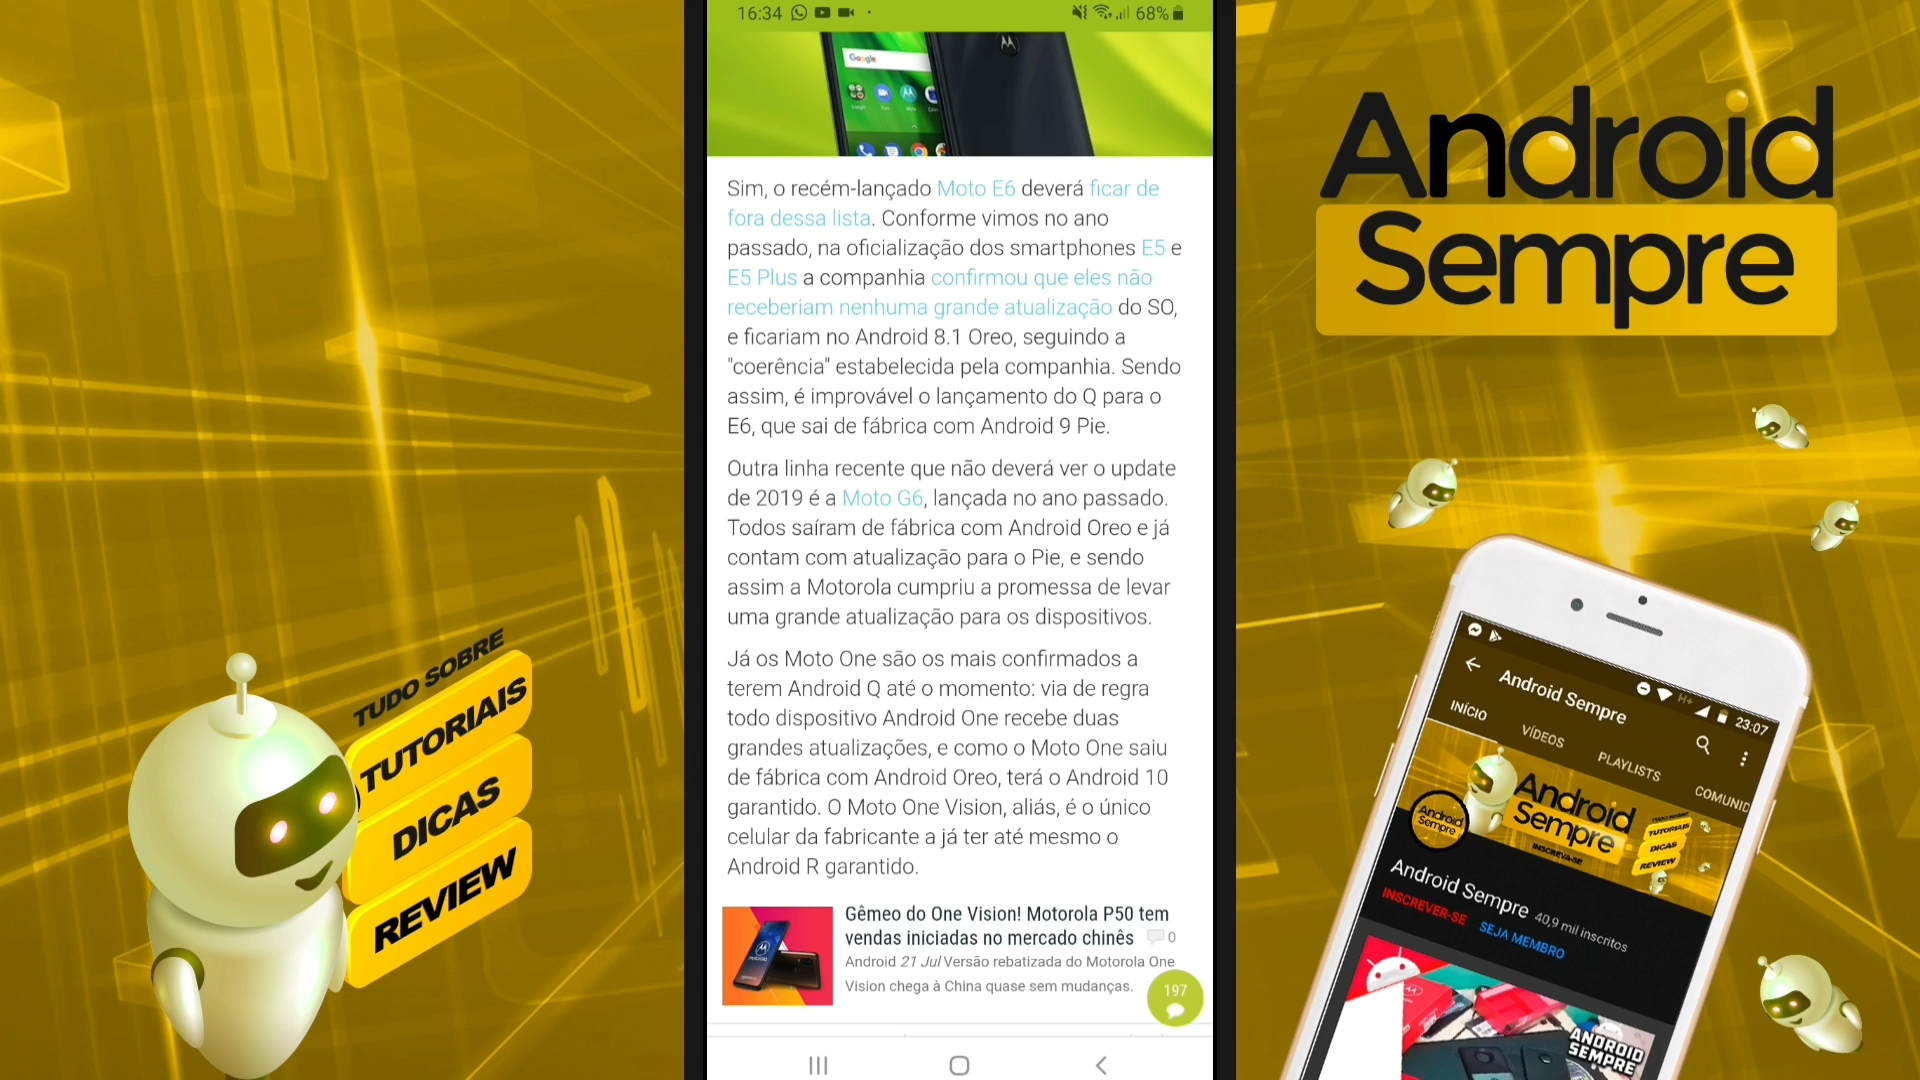 16:34
68%
Google
Sim, o recém-lançado Moto E6 deverá ficar de
fora dessa lista. Conforme vimos no ano
passado, na oficialização dos smartphones E5 e
E5 Plus a companhia confirmou que eles não
receberiam nenhuma grande atualização do SO,
e ficariam no Android 8.1 Oreo, seguindo a
"coerência" estabelecida pela companhia. Sendo
assim, é improvável o lançamento do Q para o
E6, que sai de fábrica com Android 9 Pie.
Outra linha recente que não deverá ver o update
de 2019 é a Moto G6, lançada no ano passado.
Todos saíram de fábrica com Android Oreo e já
contam com atualização para o Pie, e sendo
assim a Motorola cumpriu a promessa de levar
uma grande atualização para os dispositivos.
Já os Moto One são os mais confirmados a
terem Android Q até o momento: via de regra
todo dispositivo Android One recebe duas
grandes atualizações, e como o Moto One saiu
de fábrica com Android Oreo, terá o Android 10
garantido. O Moto One Vision, aliás, é o único
celular da fabricante a já ter até mesmo o
Android R garantido.
Gêmeo do One Vision! Motorola P50 tem
vendas iniciadas no mercado chinês 0
Android 21 Jul Versão rebatizada do Motorola One
Vision chega à China quase sem mudanças.
197
TUDO SOBRE
TUTORIAIS
DICAS
REVIEW
Android
Sempre
H+ 23:07
Android Sempre
INÍCIO VÍDEOS PLAYLISTS COMUNID
Android
Sempre
INSCREVA-SE
TUTORIAIS
DICAS
REVIEW
Android
Sempre
Android Sempre 40,9 mil inscritos
INSCREVER-SE SEJA MEMBRO
ANDROID
SEMPRE